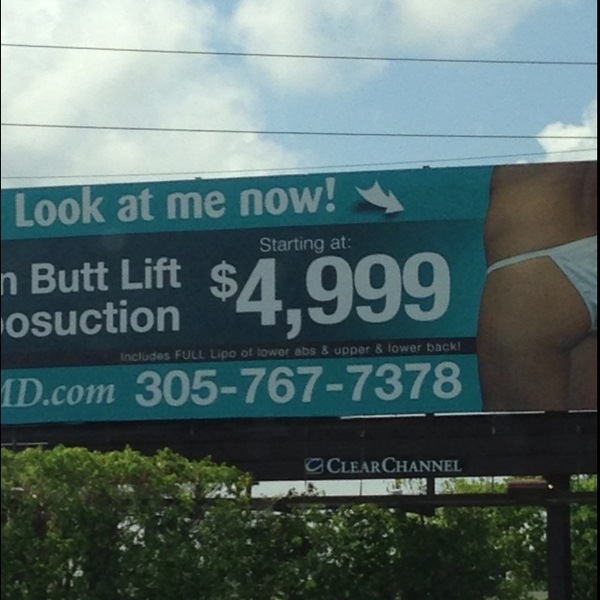 Look at me now!
Starting at:
n Butt Lift $4,999
osuction
Includes FULL Lipo of lower abs & upper & lower back!
MD.com 305-767-7378
CLEARCHANNEL